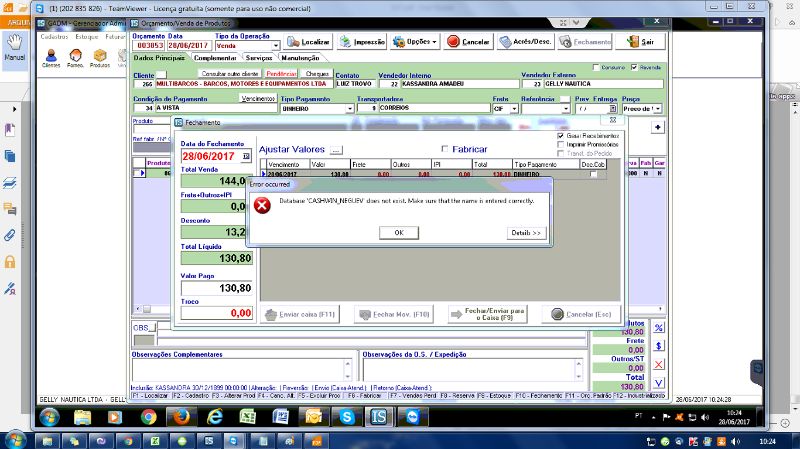 (1) (202 835 826) - TeamViewer - Licença gratuita (somente para uso não comercial)
GADM - Gerenciador Admin
Orçamento/Venda de Produtos
Cadastros Estoque Faturam
Clientes Fornec. Produtos
Manual
Orçamento Data Tipo da Operação
003053 28/06/2017 Venda
Localizar Impressão Opções Cancelar Acrés/Desc. Fechamento Sair
Dados Principais Complementar Serviços Manutenção
Consumo Revenda
Cliente Consultar outro cliente Pendências Cheques Contato Vendedor Interno Vendedor Externo
266 MULTIBARCOS - BARCOS, MOTORES E EQUIPAMENTOS LTDA LUIZ TROVO 22 KASSANDRA AMADEU 23 GELLY NAUTICA
Condição de Pagamento Vencimentos Tipo Pagamento Transportadora Frete Referência Prev. Entrega Preço
34 A VISTA DINHEIRO 9 CORREIOS CIF / / Preço de
Produto
Fechamento
Data do Fechamento
28/06/2017
Total Venda
144,0
Frete+Outros+IPI
0,0
Desconto
13,2
Total Líquido
130,80
Valor Pago
130,80
Troco
0,00
Ajustar Valores ...
Fabricar
Gerar Recebimentos
Imprimir Promissórias
Transf. do Pedido
Vencimento Valor Frete Outros IPI Total Tipo Pagamento Doc.Cob
28/06/2017 130,80 0,00 0,00 0,00 130,80 DINHEIRO
Error occurred
Database 'CASHWIN_NEGUEV' does not exist. Make sure that the name is entered correctly.
OK
Details >>
Enviar caixa (F11) Fechar Mov. (F10) Fechar/Enviar para o Caixa (F9) Cancelar (Esc)
OBS
Observações Complementares
Observações da O.S. / Expedição
Produtos
130,80
Frete
0,00
Outros/ST
0,00
Total
130,80
Inclusão: KASSANDRA 30/12/1899 00:00:00 | Alteração: | Reversão: | Envio (Caixa-Atend.) | Retorno (Caixa-Atend.)
F1 - Localizar F2 - Cadastro F3 - Alterar Prod F4 - Canc. Alt. F5 - Excluir Prod F6 - Fabricar F7 - Vendas Perd F8 - Reserva F9 - Estoque F10 - Fechamento F11 - Orç. Padrão F12 - Industrializado
GELLY NAUTICA LTDA
28/06/2017 10:24:28
PT 10:24
28/06/2017
10:24